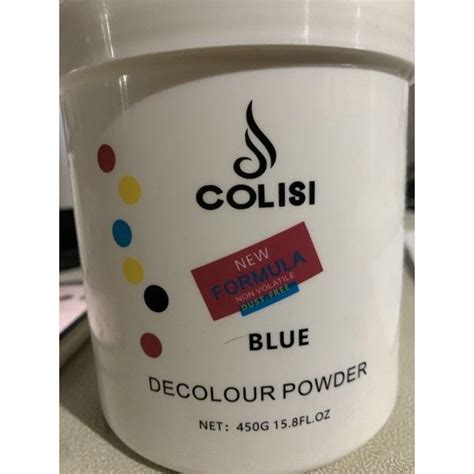 COLISI
NEW
FORMULA
NON VOLATILE
DUST-FREE
BLUE
DECOLOUR POWDER
NET: 450G 15.8FL.OZ